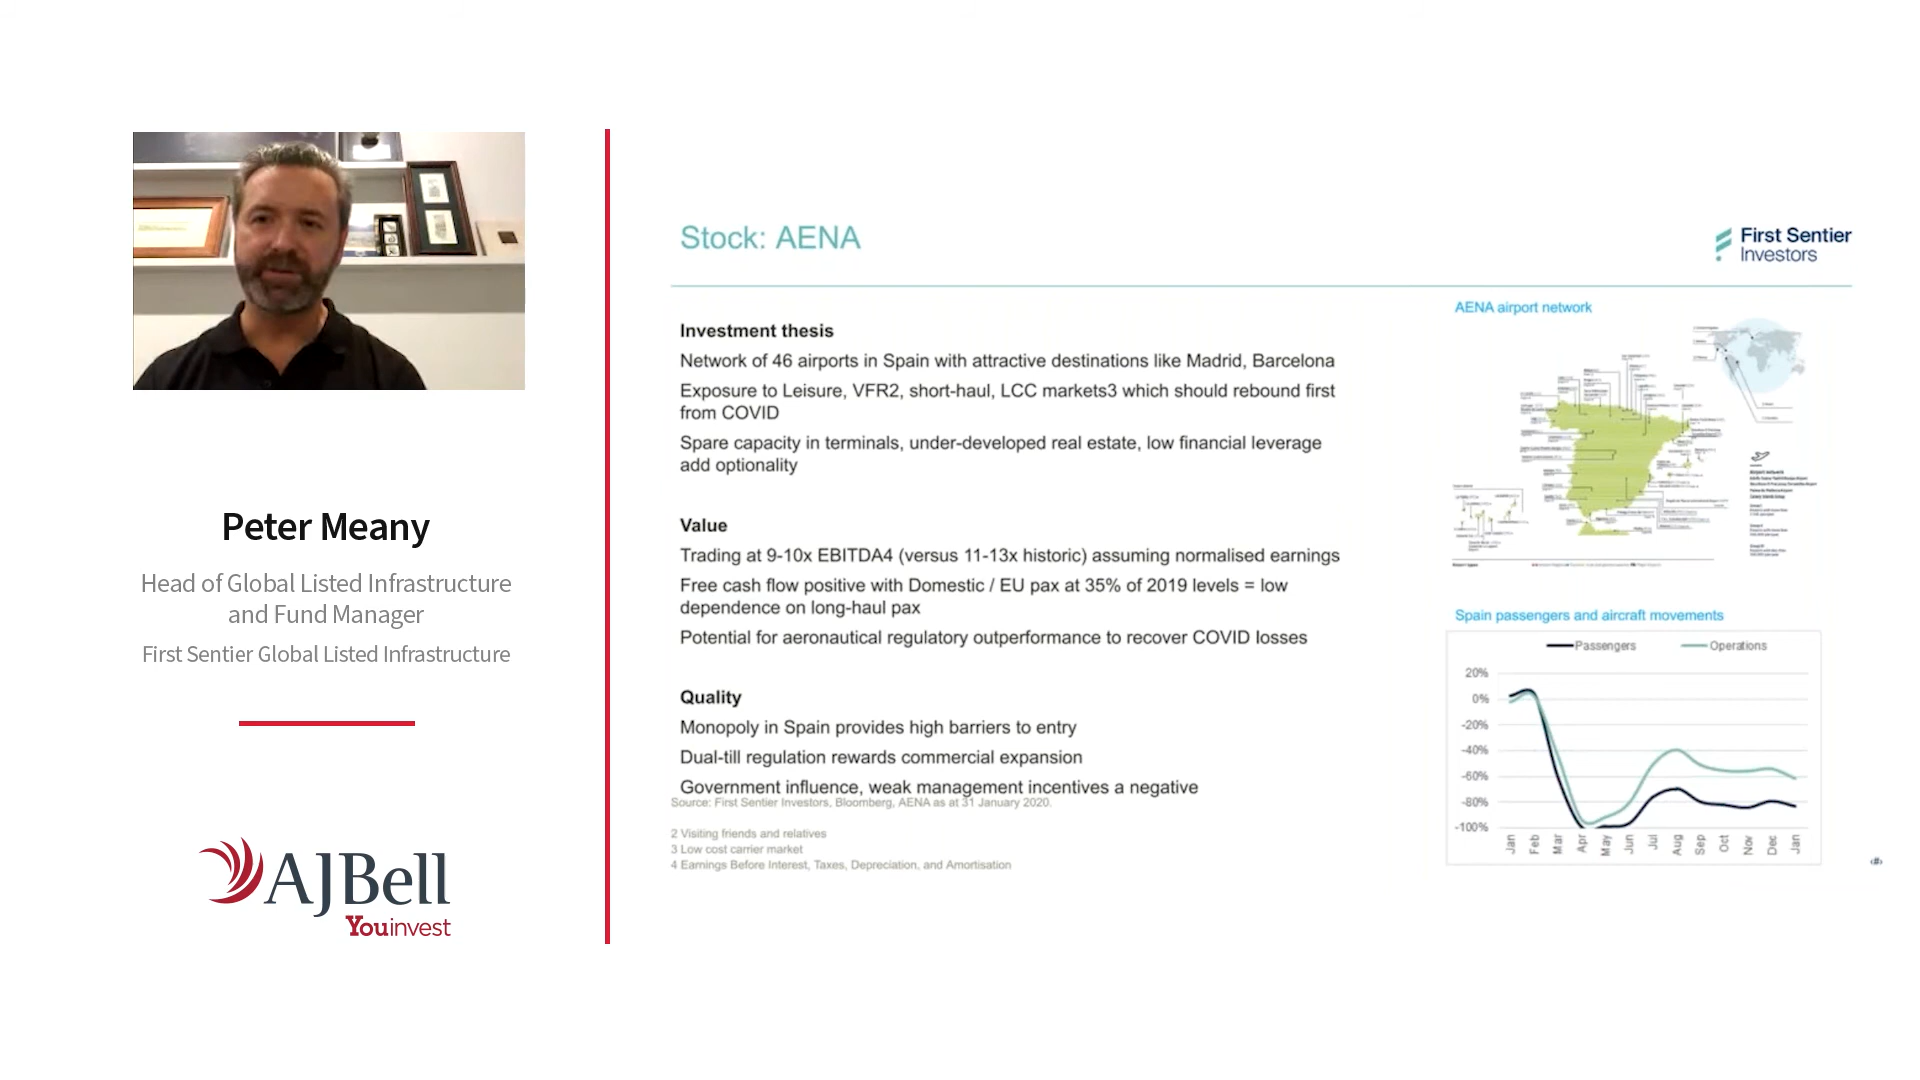 Peter Meany
Head of Global Listed Infrastructure
and Fund Manager
First Sentier Global Listed Infrastructure
AJBell
Youinvest
Stock: AENA
First Sentier
Investors
Investment thesis
Network of 46 airports in Spain with attractive destinations like Madrid, Barcelona
Exposure to Leisure, VFR2, short-haul, LCC markets3 which should rebound first
from COVID
Spare capacity in terminals, under-developed real estate, low financial leverage
add optionality
Value
Trading at 9-10x EBITDA4 (versus 11-13x historic) assuming normalised earnings
Free cash flow positive with Domestic / EU pax at 35% of 2019 levels = low
dependence on long-haul pax
Potential for aeronautical regulatory outperformance to recover COVID losses
Quality
Monopoly in Spain provides high barriers to entry
Dual-till regulation rewards commercial expansion
Government influence, weak management incentives a negative
Source: First Sentier Investors, Bloomberg, AENA as at 31 January 2020.
2 Visiting friends and relatives
3 Low cost carrier market
4 Earnings Before Interest, Taxes, Depreciation, and Amortisation
AENA airport network
Spain passengers and aircraft movements
Passengers Operations
20%
0%
-20%
-40%
-60%
-80%
-100%
Jan Feb Mar Apr May Jun Jul Aug Sep Oct Nov Dec Jan
‹#›